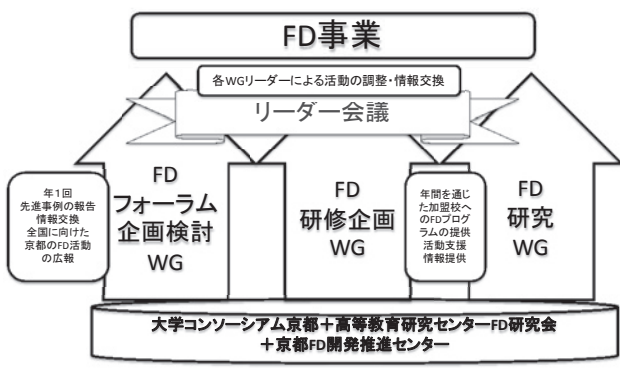 FD事業
各WGリーダーによる活動の調整・情報交換
リーダー会議
年1回
先進事例の報告
情報交換
全国に向けた
京都のFD活動
の広報
FD
フォーラム
企画検討
WG
FD
研修企画
WG
年間を通じ
た加盟校へ
のFDプログ
ラムの提供
活動支援
情報提供
FD
研究
WG
大学コンソーシアム京都＋高等教育研究センターFD研究会
＋京都FD開発推進センター